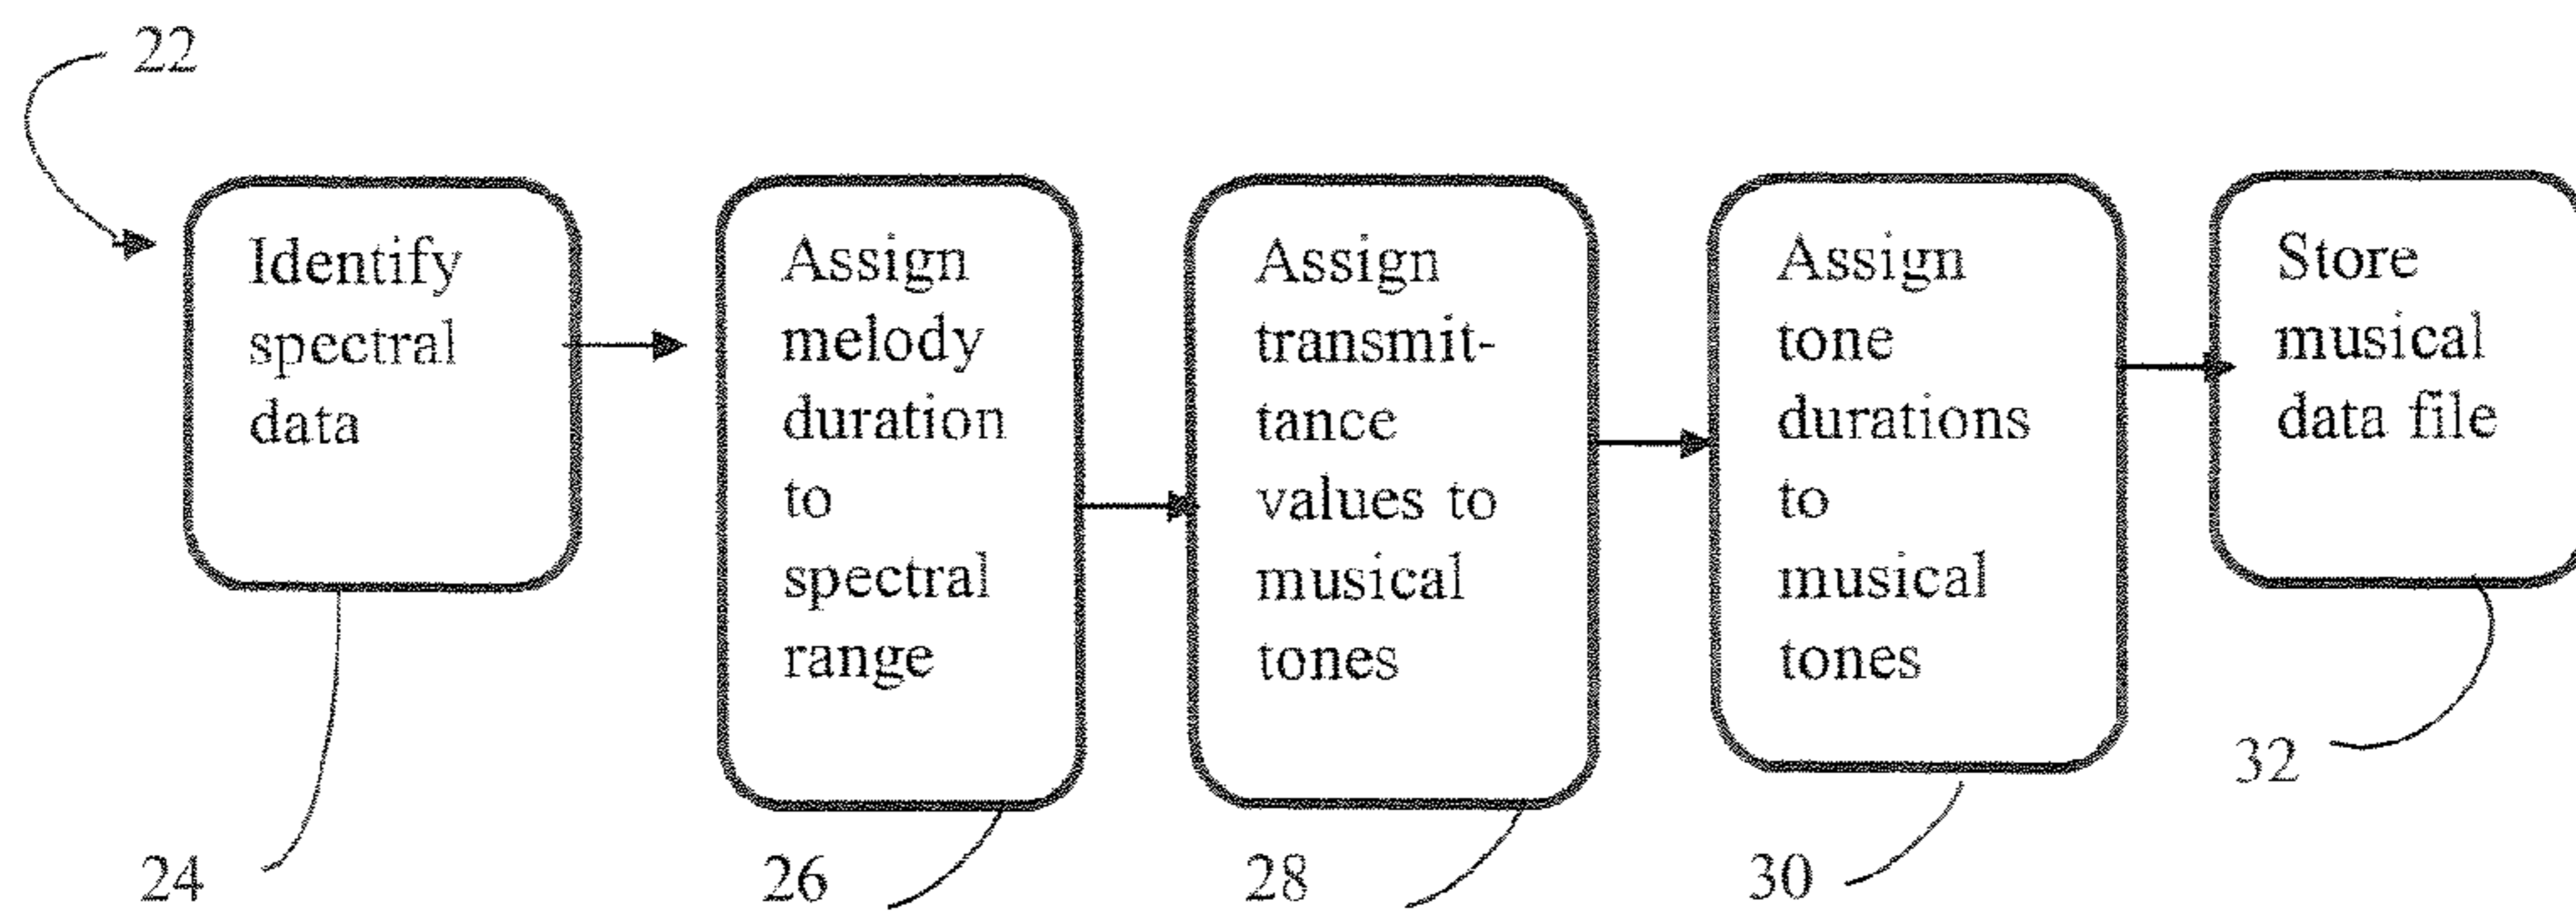 22
Identify
spectral
data
Assign
melody
duration
to
spectral
range
Assign
transmit-
tance
values to
musical
tones
Assign
tone
durations
to
musical
tones
Store
musical
data file
24
26
28
30
32